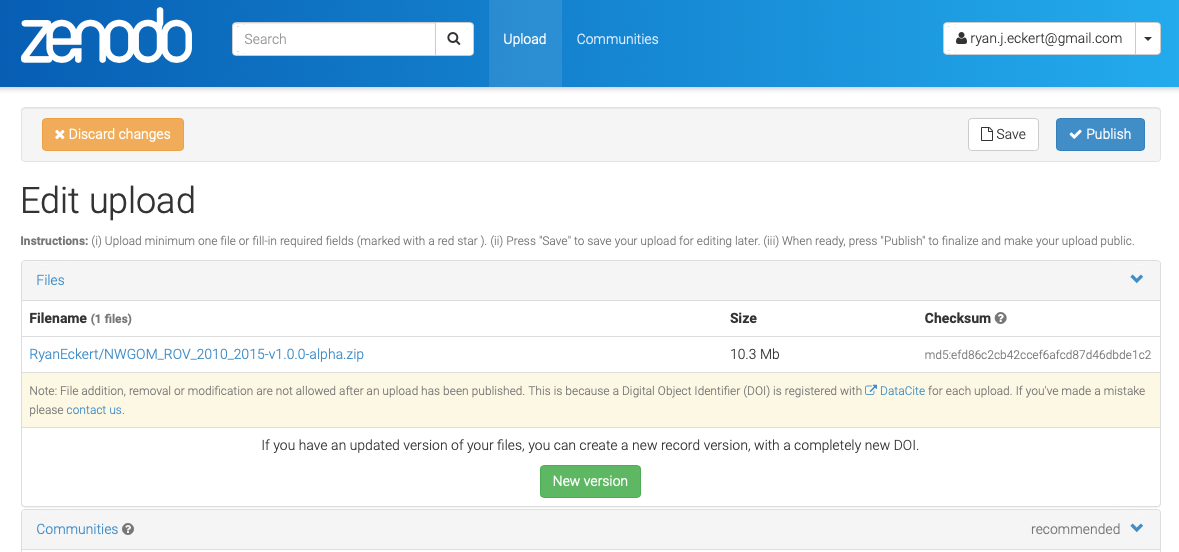 zenodo
Search
Upload
Communities
ryan.j.eckert@gmail.com
Discard changes
Save
Publish
Edit upload
Instructions: (i) Upload minimum one file or fill-in required fields (marked with a red star ). (ii) Press "Save" to save your upload for editing later. (iii) When ready, press "Publish" to finalize and make your upload public.
Files
Filename (1 files) Size Checksum
RyanEckert/NWGOM_ROV_2010_2015-v1.0.0-alpha.zip 10.3 Mb md5:efd86c2cb42ccef6afcd87d46dbde1c2
Note: File addition, removal or modification are not allowed after an upload has been published. This is because a Digital Object Identifier (DOI) is registered with DataCite for each upload. If you've made a mistake
please contact us.
If you have an updated version of your files, you can create a new record version, with a completely new DOI.
New version
Communities recommended